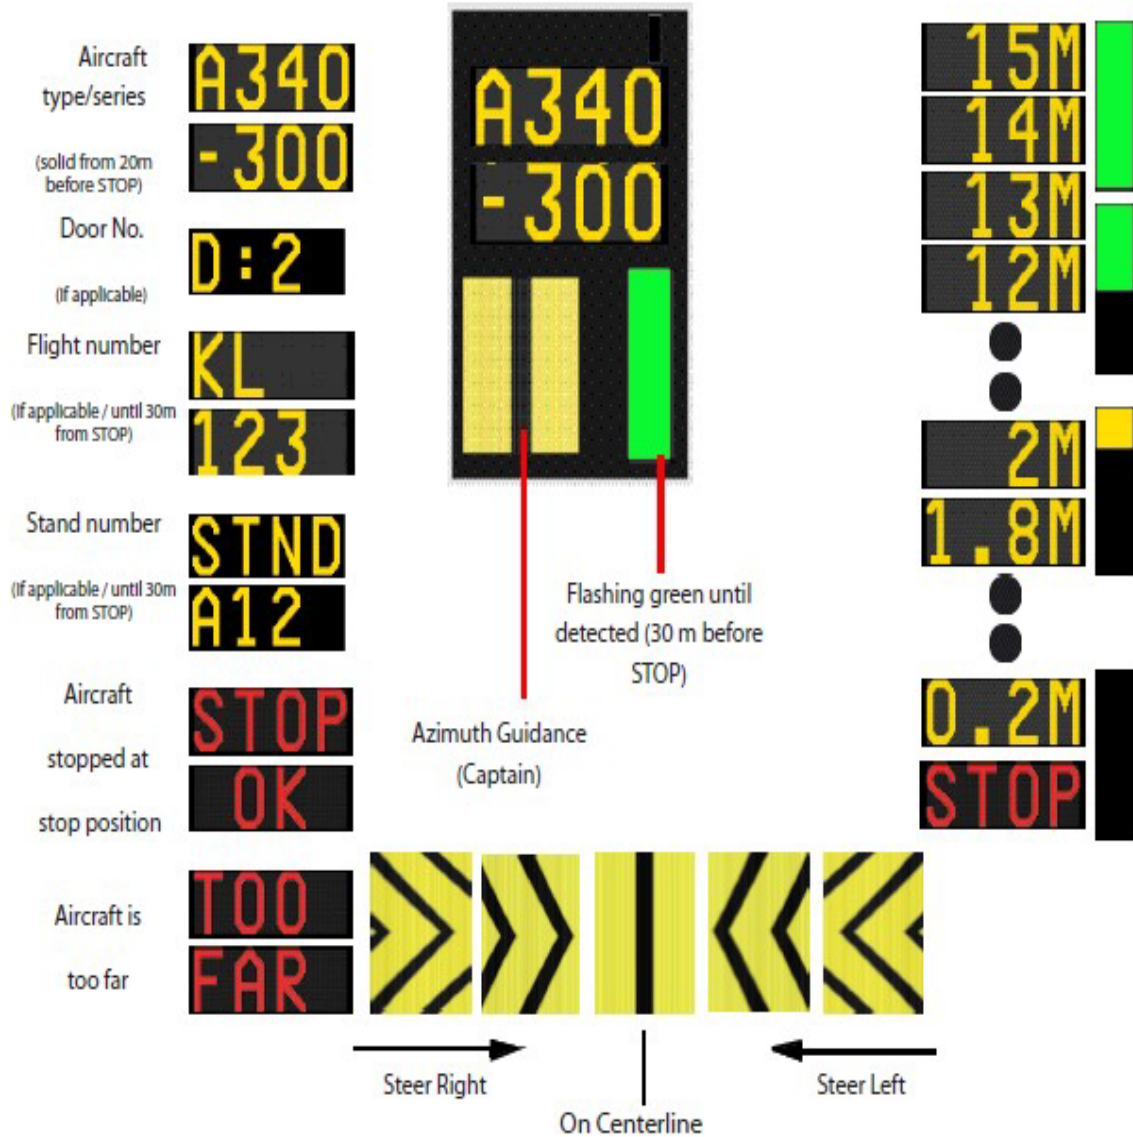 Aircraft
type/series
(solid from 20m
before STOP)
A340
-300
Door No.
(If applicable)
D:2
Flight number
(If applicable / until 30m
from STOP)
KL
123
Stand number
(If applicable / until 30m
from STOP)
STND
A12
Aircraft
stopped at
stop position
STOP
OK
Aircraft is
too far
TOO
FAR
A340
-300
Azimuth Guidance
(Captain)
Flashing green until
detected (30 m before
STOP)
15M
14M
13M
12M
2M
1.8M
0.2M
STOP
Steer Right
On Centerline
Steer Left